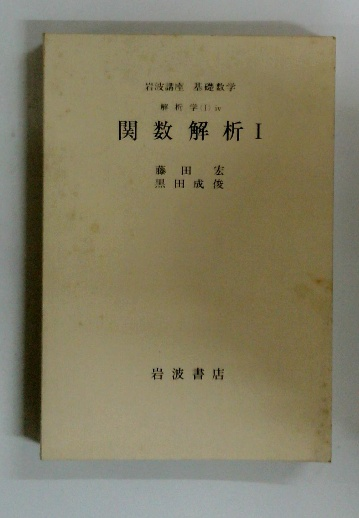 岩波講座 基礎数学
解析学(I) iv
関数解析 I
藤田 宏
黒田成俊
岩波書店